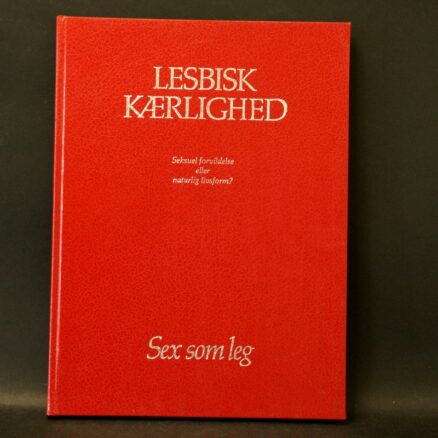 LESBISK
KÆRLIGHED
Seksuel forvildelse
eller
naturlig livsform?
Sex som leg